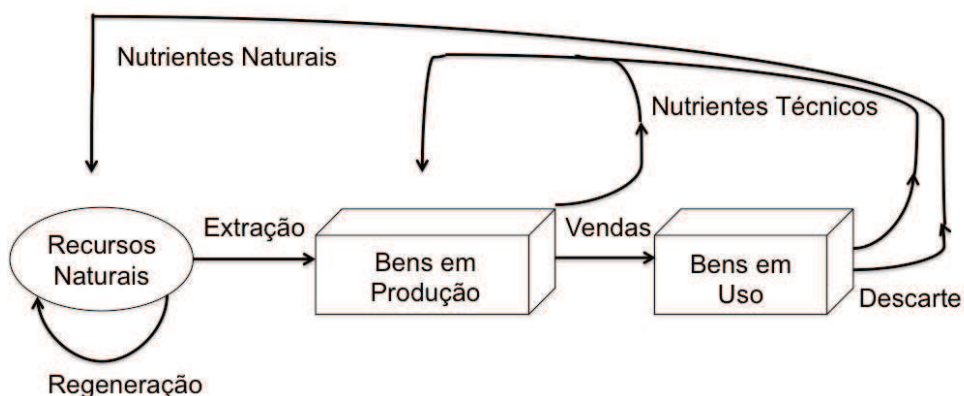 Nutrientes Naturais
Nutrientes Técnicos
Extração
Vendas
Recursos
Naturais
Bens em
Produção
Bens em
Uso
Descarte
Regeneração